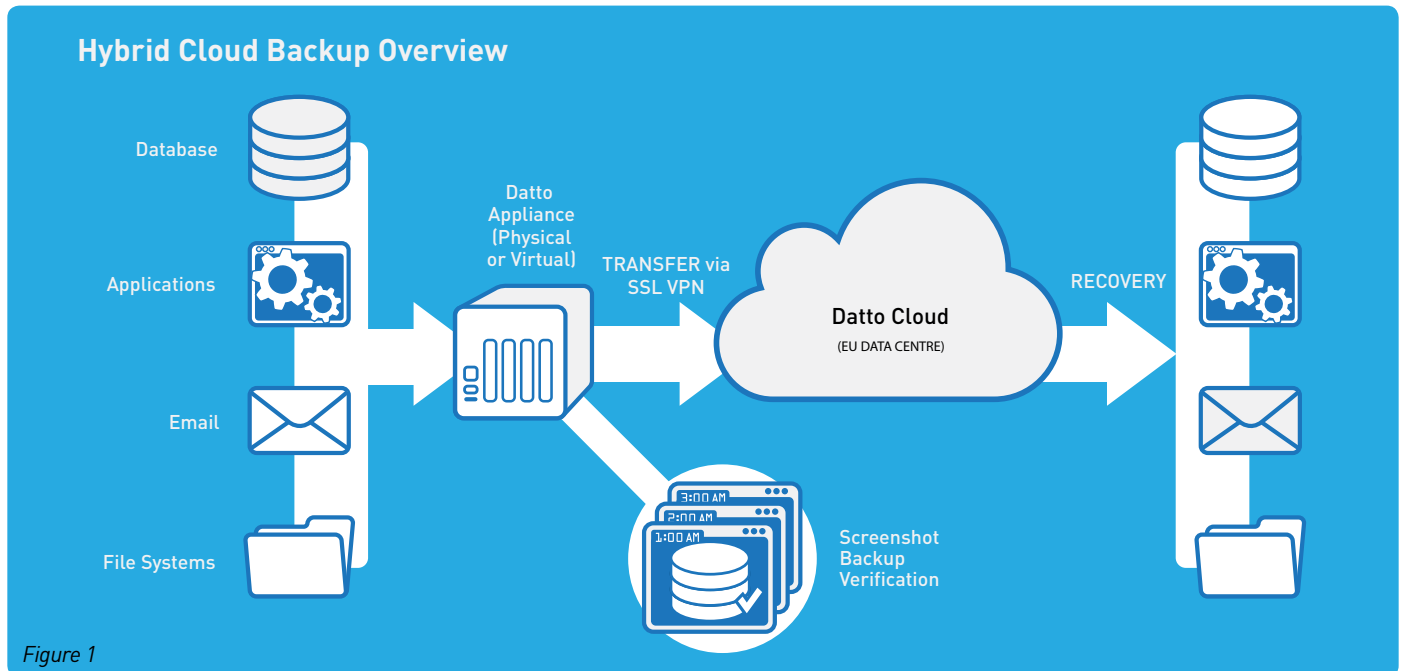 Hybrid Cloud Backup Overview
Database
Applications
Email
File Systems
Datto
Appliance
(Physical
or Virtual)
TRANSFER via
SSL VPN
Datto Cloud
(EU DATA CENTRE)
RECOVERY
3:00 AM
2:00 AM
1:00 AM
Screenshot
Backup
Verification
Figure 1